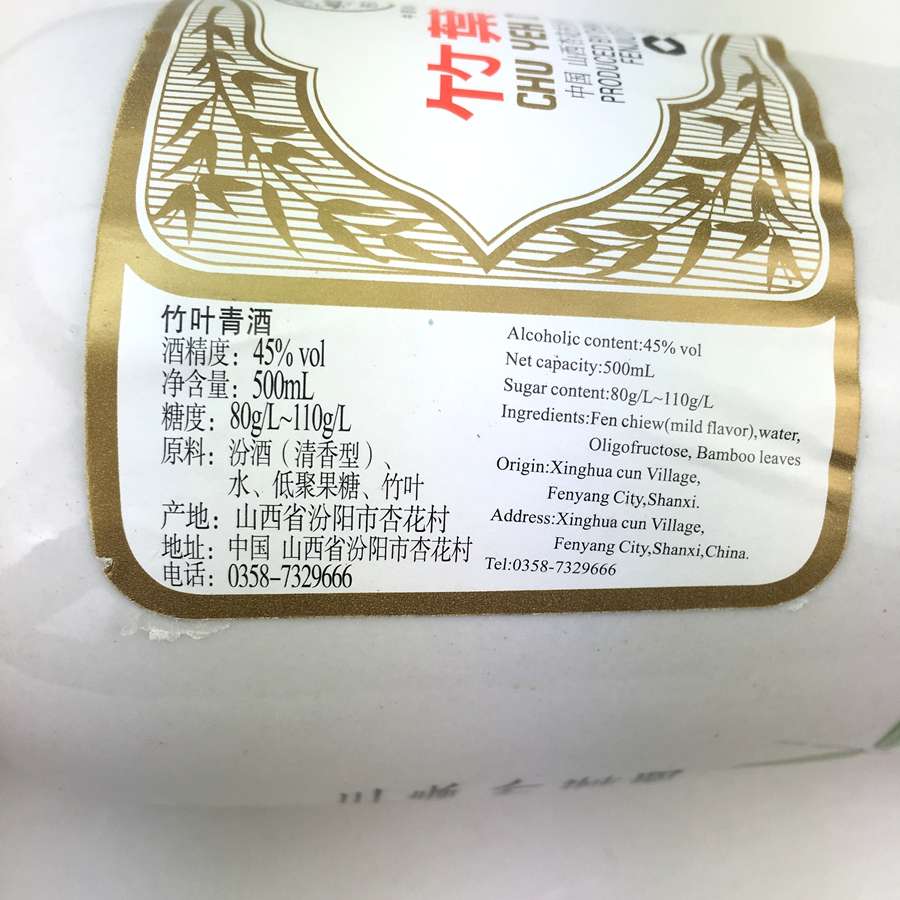 竹葉
CHU YEH
中国 山西杏花
PRODUCED BY
竹叶青酒
酒精度：45% vol
净含量：500mL
糖度：80g/L~110g/L
原料：汾酒（清香型）、
水、低聚果糖、竹叶
产地：山西省汾阳市杏花村
地址：中国 山西省汾阳市杏花村
电话：0358-7329666
Alcoholic content:45% vol
Net capacity:500mL
Sugar content:80g/L~110g/L
Ingredients:Fen chiew(mild flavor),water,
Oligofructose, Bamboo leaves
Origin:Xinghua cun Village,
Fenyang City,Shanxi.
Address:Xinghua cun Village,
Fenyang City,Shanxi,China.
Tel:0358-7329666